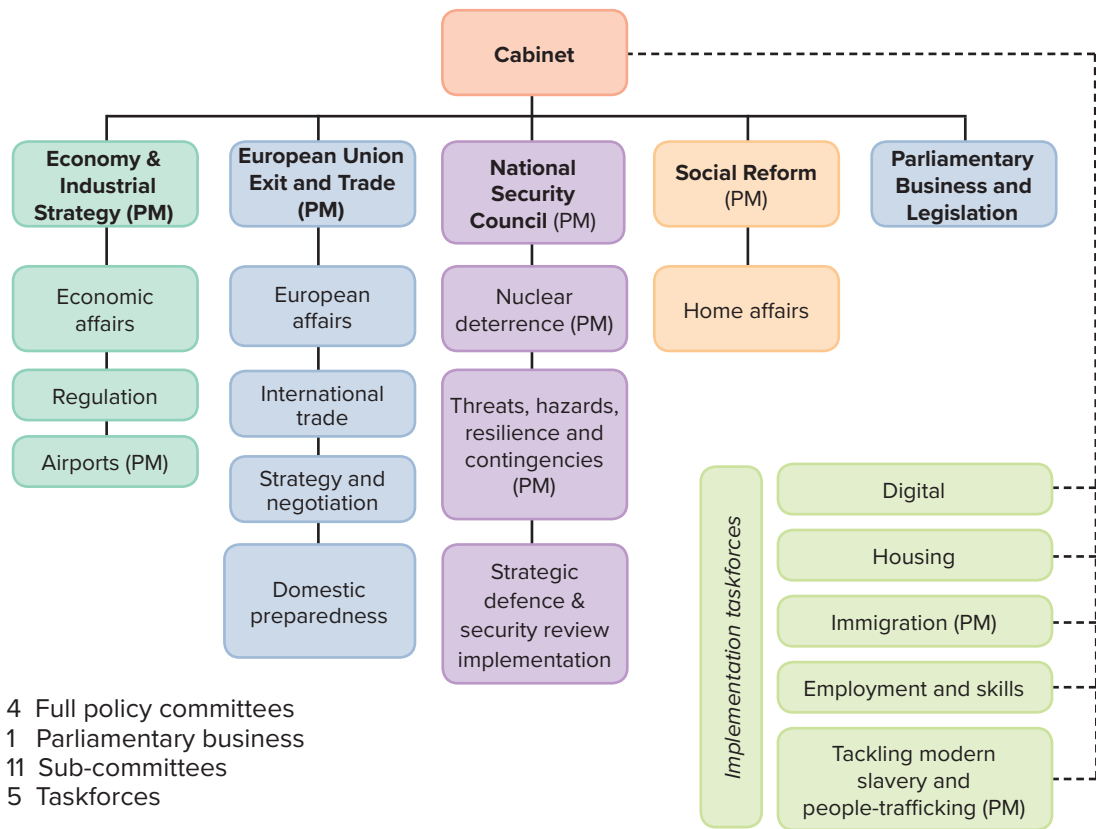 Cabinet
Economy &
Industrial
Strategy (PM)
European Union
Exit and Trade
(PM)
National
Security
Council (PM)
Social Reform
(PM)
Parliamentary
Business and
Legislation
Economic
affairs
Regulation
Airports (PM)
European
affairs
International
trade
Strategy and
negotiation
Domestic
preparedness
Nuclear
deterrence (PM)
Threats, hazards,
resilience and
contingencies
(PM)
Strategic
defence &
security review
implementation
Home affairs
Implementation taskforces
Digital
Housing
Immigration (PM)
Employment and skills
Tackling modern
slavery and
people-trafficking (PM)
4 Full policy committees
1 Parliamentary business
11 Sub-committees
5 Taskforces